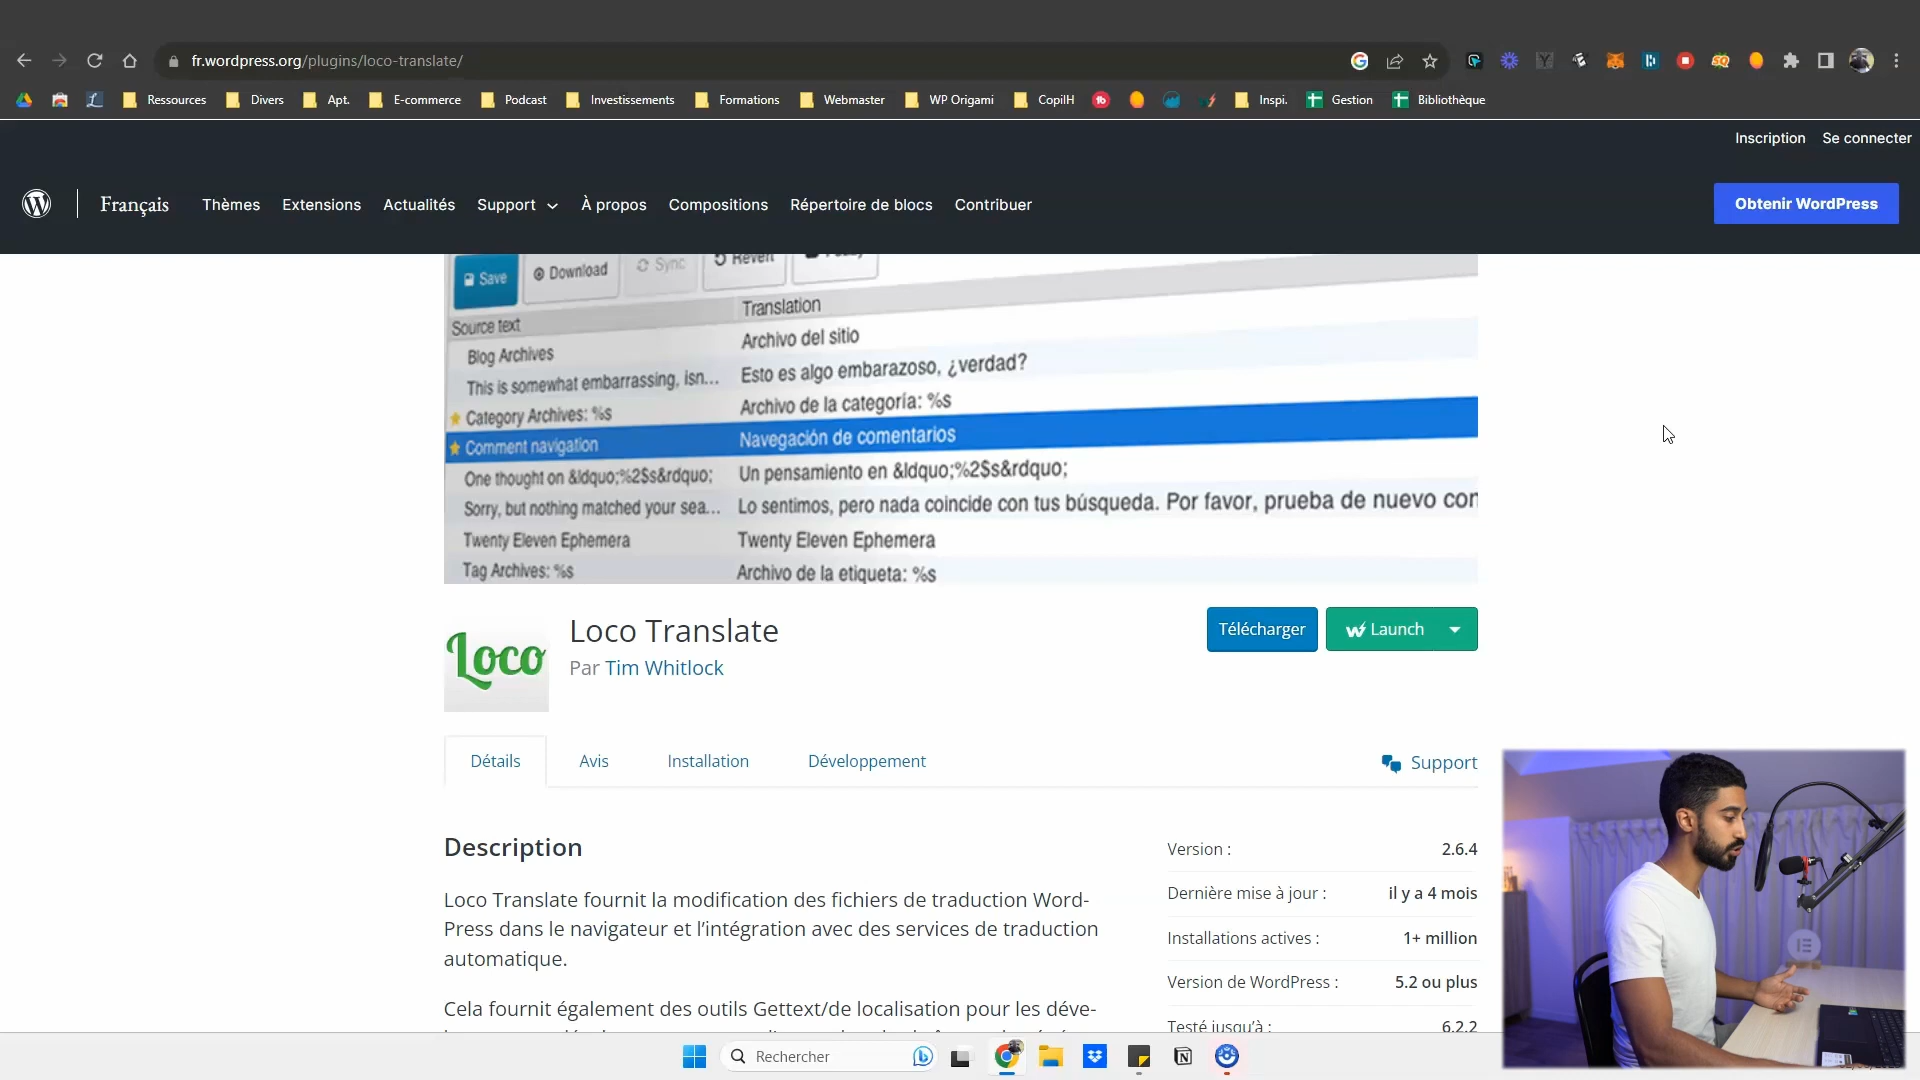 fr.wordpress.org/plugins/loco-translate/
Ressources Divers Apt. E-commerce Podcast Investissements Formations Webmaster WP Origami CopilH Inspi. Gestion Bibliothèque
Inscription Se connecter
Français Thèmes Extensions Actualités Support À propos Compositions Répertoire de blocs Contribuer Obtenir WordPress
Save Download Sync Revert
Source text Translation
Blog Archives Archivo del sitio
This is somewhat embarrassing, isn... Esto es algo embarazoso, ¿verdad?
Category Archives: %s Archivo de la categoría: %s
Comment navigation Navegación de comentarios
One thought on &ldquo;%2$s&rdquo; Un pensamiento en &ldquo;%2$s&rdquo;
Sorry, but nothing matched your sea... Lo sentimos, pero nada coincide con tus búsqueda. Por favor, prueba de nuevo con
Twenty Eleven Ephemera Twenty Eleven Ephemera
Tag Archives: %s Archivo de la etiqueta: %s
Loco
Loco Translate
Par Tim Whitlock
Télécharger Launch
Détails Avis Installation Développement Support
Description
Loco Translate fournit la modification des fichiers de traduction Word-
Press dans le navigateur et l’intégration avec des services de traduction
automatique.
Cela fournit également des outils Gettext/de localisation pour les déve-
Version : 2.6.4
Dernière mise à jour : il y a 4 mois
Installations actives : 1+ million
Version de WordPress : 5.2 ou plus
Testé jusqu’à : 6.2.2
Rechercher